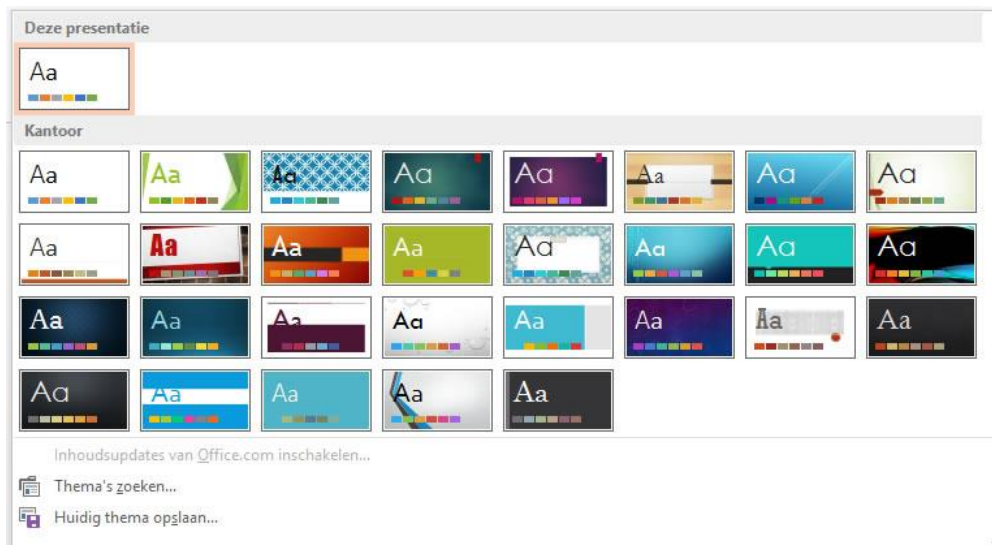 Deze presentatie
Aa
Kantoor
Aa Aa Aa Aa Aa Aa Aa Aa
Aa Aa Aa Aa Aa Aa Aa Aa
Aa Aa Aa Aa Aa Aa Aa Aa
Aa Aa Aa Aa Aa
Inhoudsupdates van Office.com inschakelen...
Thema's zoeken...
Huidig thema opslaan...